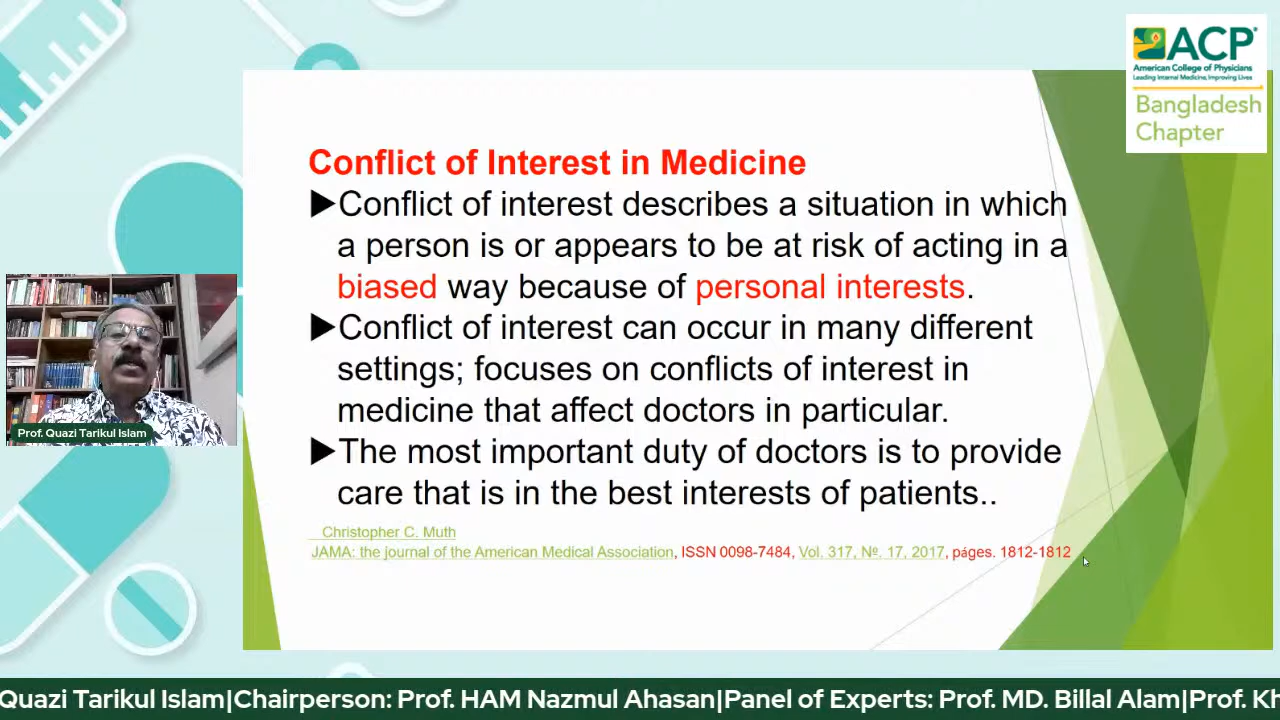 ACP®
American College of Physicians
Leading Internal Medicine, Improving Lives
Bangladesh
Chapter
Conflict of Interest in Medicine
▶Conflict of interest describes a situation in which
a person is or appears to be at risk of acting in a
biased way because of personal interests.
▶Conflict of interest can occur in many different
settings; focuses on conflicts of interest in
medicine that affect doctors in particular.
▶The most important duty of doctors is to provide
care that is in the best interests of patients..
Christopher C. Muth
JAMA: the journal of the American Medical Association, ISSN 0098-7484, Vol. 317, Nº. 17, 2017, páges. 1812-1812
Prof. Quazi Tarikul Islam
Quazi Tarikul Islam|Chairperson: Prof. HAM Nazmul Ahasan|Panel of Experts: Prof. MD. Billal Alam|Prof. Kh